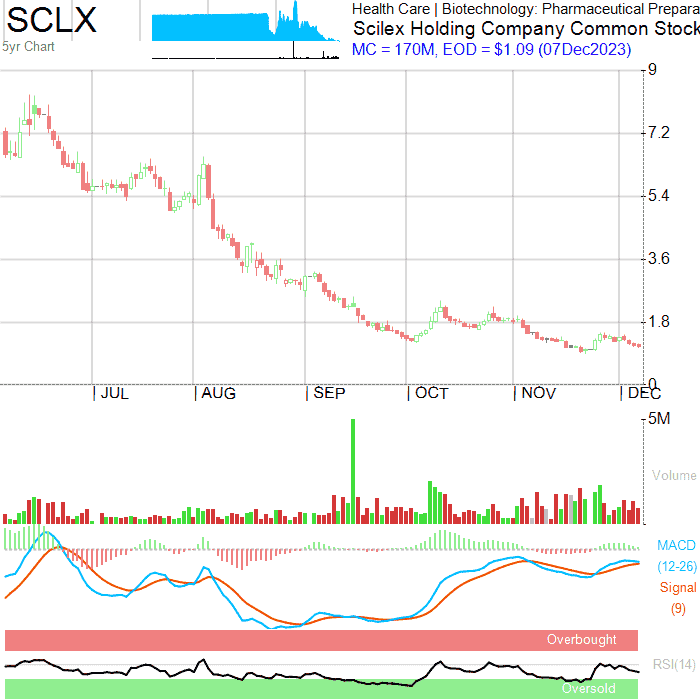 SCLX
5yr Chart
Health Care | Biotechnology: Pharmaceutical Prepara
Scilex Holding Company Common Stock
MC = 170M, EOD = $1.09 (07Dec2023)
9
7.2
5.4
3.6
1.8
0
JUL AUG SEP OCT NOV DEC
5M
Volume
MACD
(12-26)
Signal
(9)
Overbought
RSI(14)
Oversold